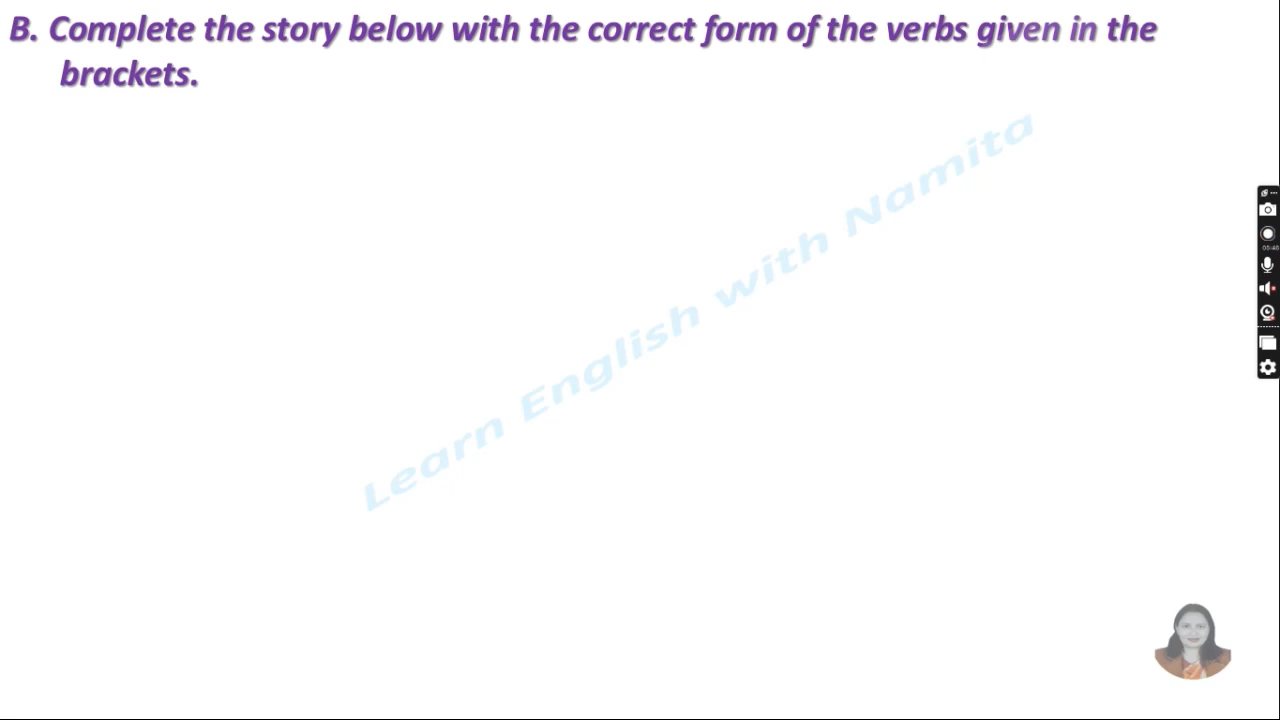 B. Complete the story below with the correct form of the verbs given in the
brackets.
Learn English with Namita